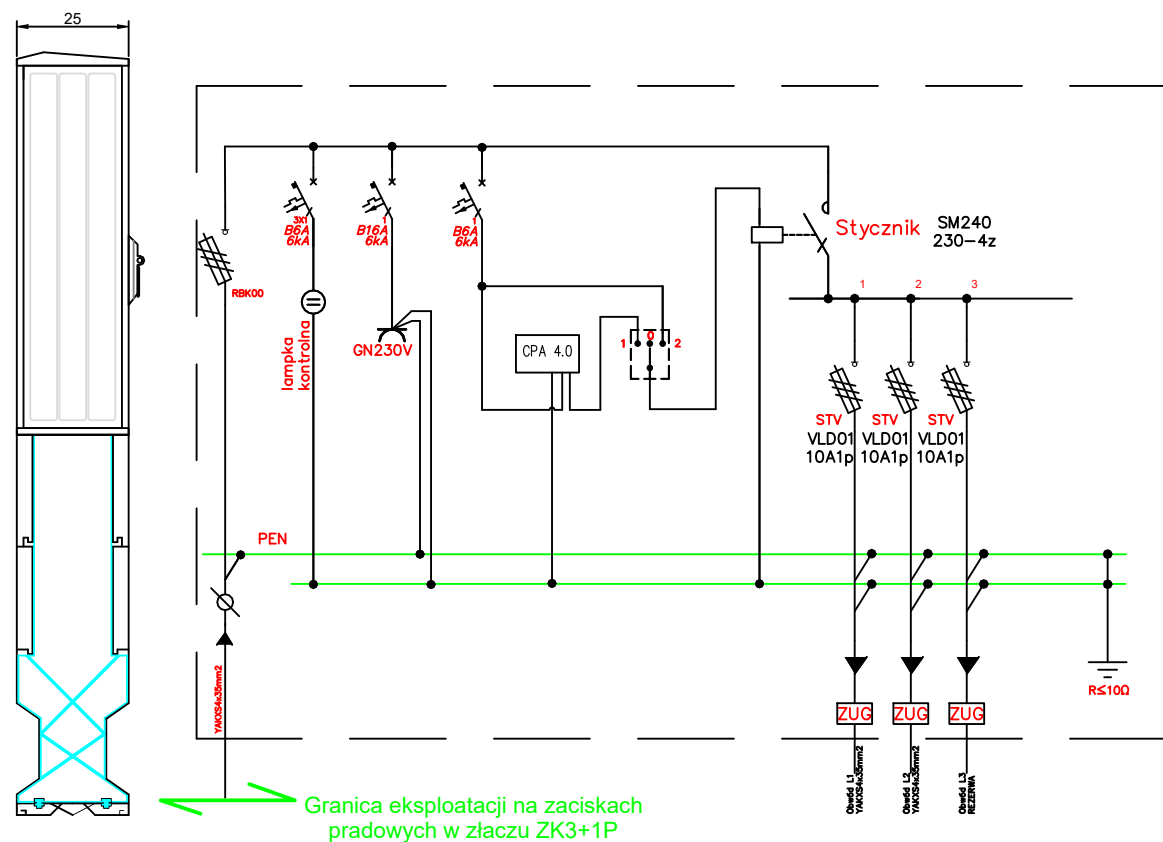 25
3X1
B6A
6kA
1
B16A
6kA
1
B6A
6kA
Stycznik
SM240
230-4z
RBK00
1
2
3
lampka
kontrolna
GN230V
CPA 4.0
1
0
2
STV
VLD01
10A1p
STV
VLD01
10A1p
STV
VLD01
10A1p
PEN
YAKXS4x35mm2
R≤10Ω
ZUG
ZUG
ZUG
Obwód L1
YAKXS4x35mm2
Obwód L2
YAKXS4x35mm2
Obwód L3
REZERWA
Granica eksploatacji na zaciskach
pradowych w złaczu ZK3+1P